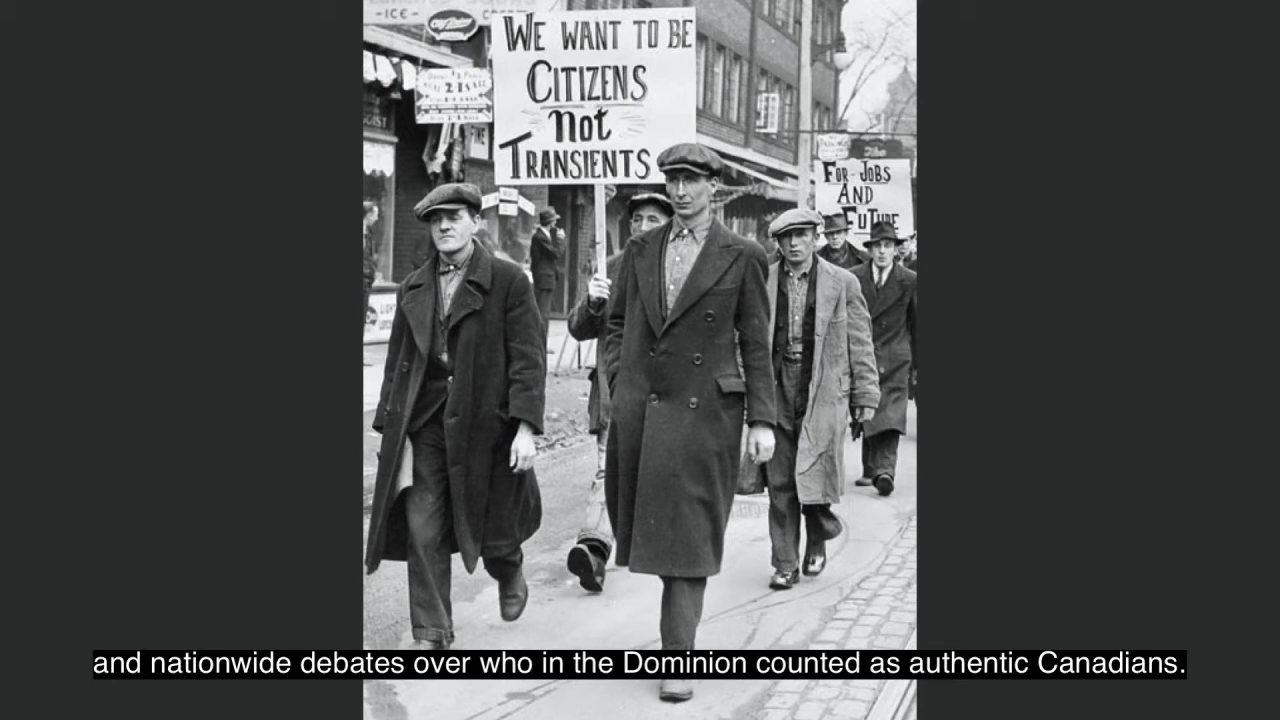 -ICE-
WE WANT TO BE
CITIZENS
Not
TRANSIENTS
FOR-JOBS
AND
FUTURE
The
and nationwide debates over who in the Dominion counted as authentic Canadians.